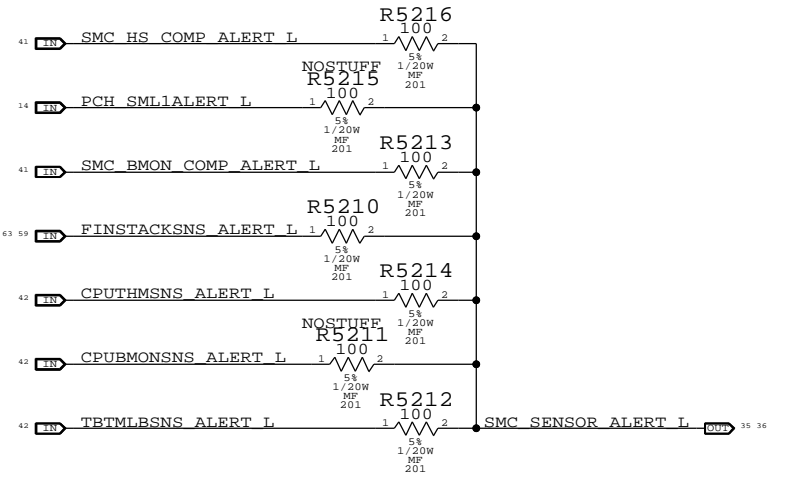 R5216
100
41 IN SMC_HS_COMP_ALERT_L 1 2
5%
1/20W
MF
201
NOSTUFF
R5215
100
14 IN PCH_SML1ALERT_L 1 2
5%
1/20W
MF
201
R5213
100
41 IN SMC_BMON_COMP_ALERT_L 1 2
5%
1/20W
MF
201
R5210
100
63 59 IN FINSTACKSNS_ALERT_L 1 2
5%
1/20W
MF
201
R5214
100
42 IN CPUTHMSNS_ALERT_L 1 2
5%
1/20W
MF
201
NOSTUFF
R5211
100
42 IN CPUBMONSNS_ALERT_L 1 2
5%
1/20W
MF
201
R5212
100
42 IN TBTMLBSNS_ALERT_L 1 2 SMC_SENSOR_ALERT_L OUT 35 36
5%
1/20W
MF
201